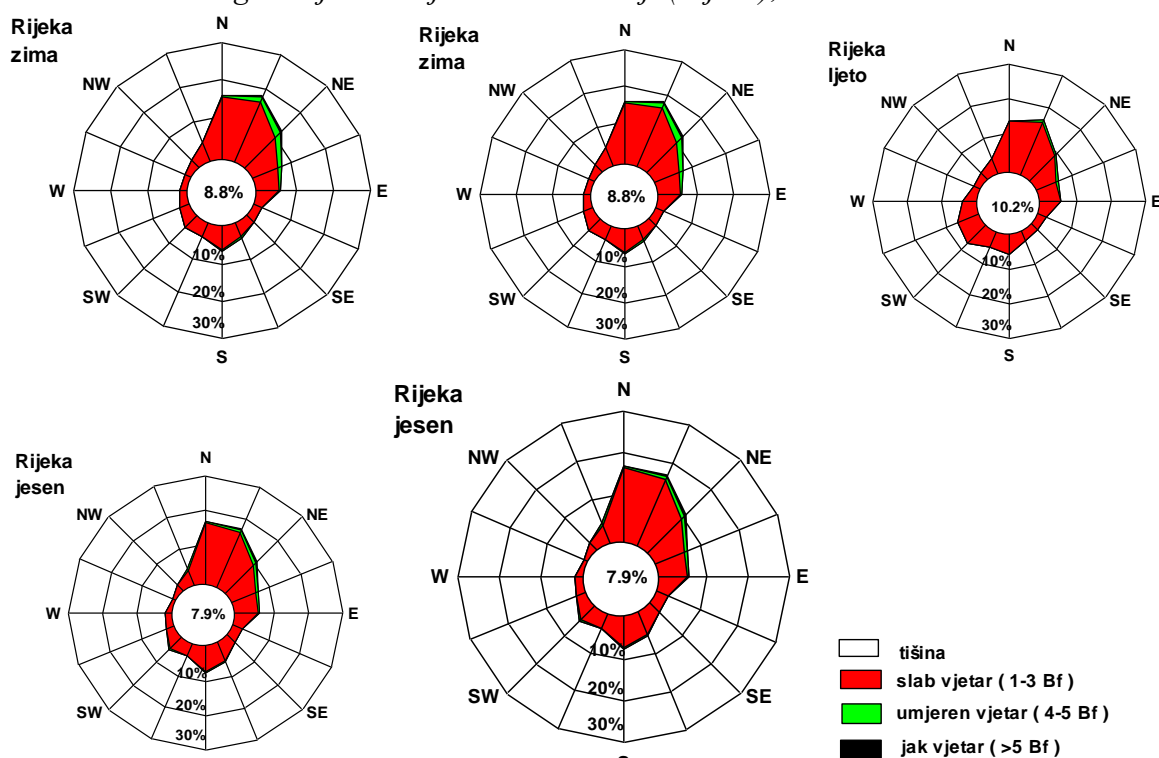 Rijeka
zima
N
NW
NE
W
8.8%
E
10%
SW
20%
SE
30%
S
Rijeka
zima
N
NW
NE
W
8.8%
E
10%
SW
20%
SE
30%
S
Rijeka
ljeto
N
NW
NE
W
10.2%
E
10%
SW
20%
SE
30%
S
Rijeka
jesen
N
NW
NE
W
7.9%
E
10%
SW
20%
SE
30%
Rijeka
jesen
N
NW
NE
W
7.9%
E
10%
SW
20%
SE
30%
tišina
slab vjetar ( 1-3 Bf )
umjeren vjetar ( 4-5 Bf )
jak vjetar ( >5 Bf )